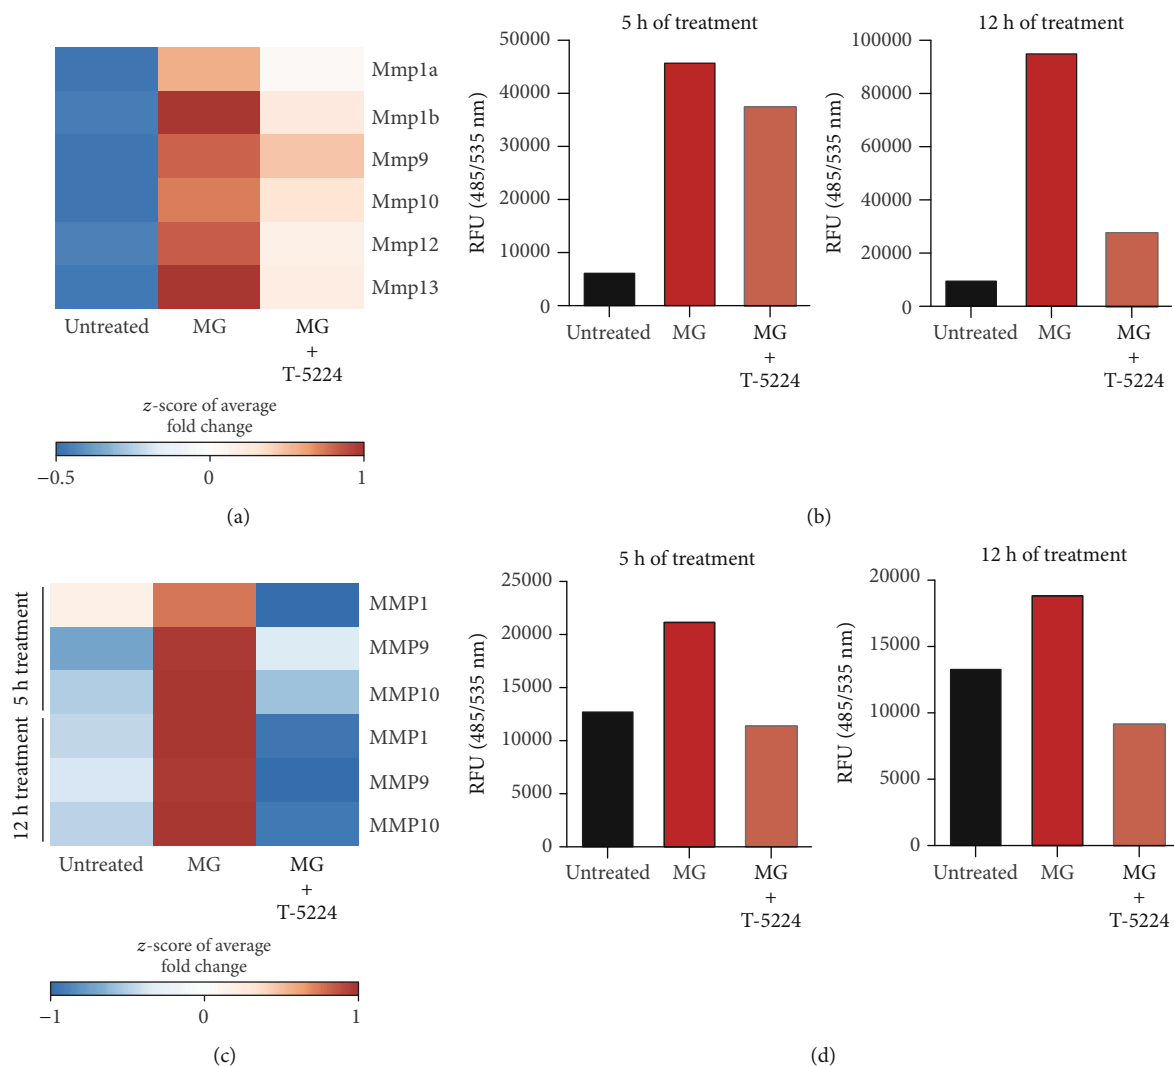 Mmp1a
Mmp1b
Mmp9
Mmp10
Mmp12
Mmp13
Untreated
MG
MG
+
T-5224
z-score of average
fold change
−0.5
0
1
(a)
5 h of treatment
RFU (485/535 nm)
50000
40000
30000
20000
10000
0
Untreated
MG
MG
+
T-5224
12 h of treatment
RFU (485/535 nm)
100000
80000
60000
40000
20000
0
Untreated
MG
MG
+
T-5224
(b)
5 h treatment
12 h treatment
MMP1
MMP9
MMP10
MMP1
MMP9
MMP10
Untreated
MG
MG
+
T-5224
z-score of average
fold change
−1
0
1
(c)
5 h of treatment
RFU (485/535 nm)
25000
20000
15000
10000
5000
0
Untreated
MG
MG
+
T-5224
12 h of treatment
RFU (485/535 nm)
20000
15000
10000
5000
0
Untreated
MG
MG
+
T-5224
(d)